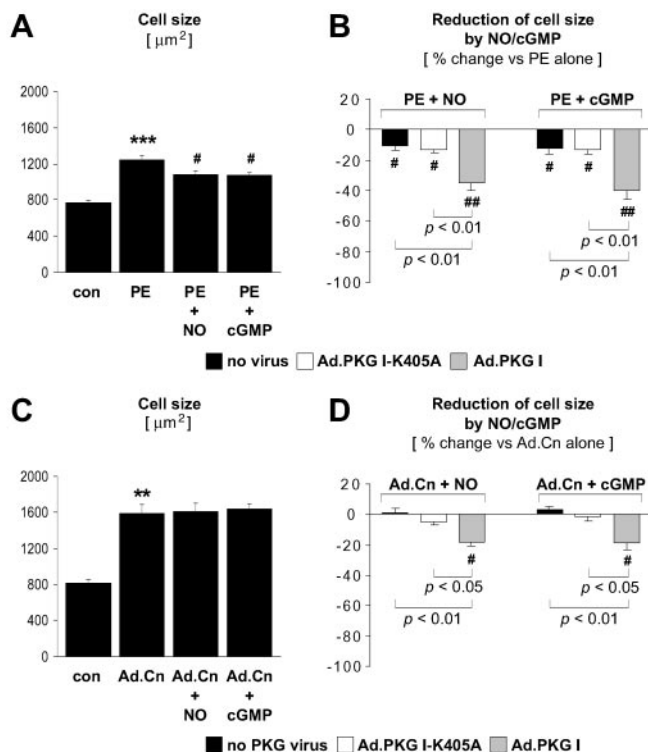 A
Cell size
[ μm² ]
2000
1600
1200
800
400
0
***
#
#
con
PE
PE
+
NO
PE
+
cGMP
B
Reduction of cell size
by NO/cGMP
[ % change vs PE alone ]
PE + NO
PE + cGMP
20
0
-20
-40
-60
-80
-100
#
#
##
#
#
##
p < 0.01
p < 0.01
p < 0.01
p < 0.01
no virus
Ad.PKG I-K405A
Ad.PKG I
C
Cell size
[ μm² ]
2000
1600
1200
800
400
0
**
con
Ad.Cn
Ad.Cn
+
NO
Ad.Cn
+
cGMP
D
Reduction of cell size
by NO/cGMP
[ % change vs Ad.Cn alone ]
Ad.Cn + NO
Ad.Cn + cGMP
20
0
-20
-40
-60
-80
-100
#
#
p < 0.05
p < 0.05
p < 0.01
p < 0.01
no PKG virus
Ad.PKG I-K405A
Ad.PKG I